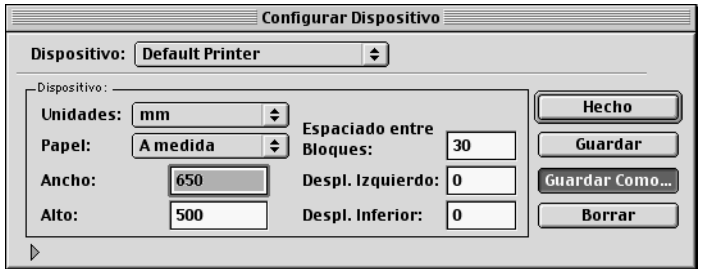 Configurar Dispositivo
Dispositivo: Default Printer
Dispositivo:
Unidades: mm
Papel: A medida
Ancho: 650
Alto: 500
Espaciado entre
Bloques: 30
Despl. Izquierdo: 0
Despl. Inferior: 0
Hecho
Guardar
Guardar Como...
Borrar